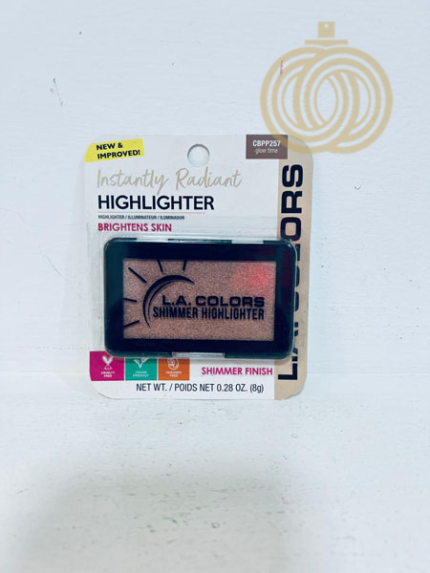 NEW &
IMPROVED!
CBPP257
glow time
Instantly Radiant
HIGHLIGHTER
HIGHLIGHTER / ILLUMINATEUR / ILUMINADOR
BRIGHTENS SKIN
L.A. COLORS
SHIMMER HIGHLIGHTER
SHIMMER FINISH
NET WT. / POIDS NET 0.28 OZ. (8g)
COLORS